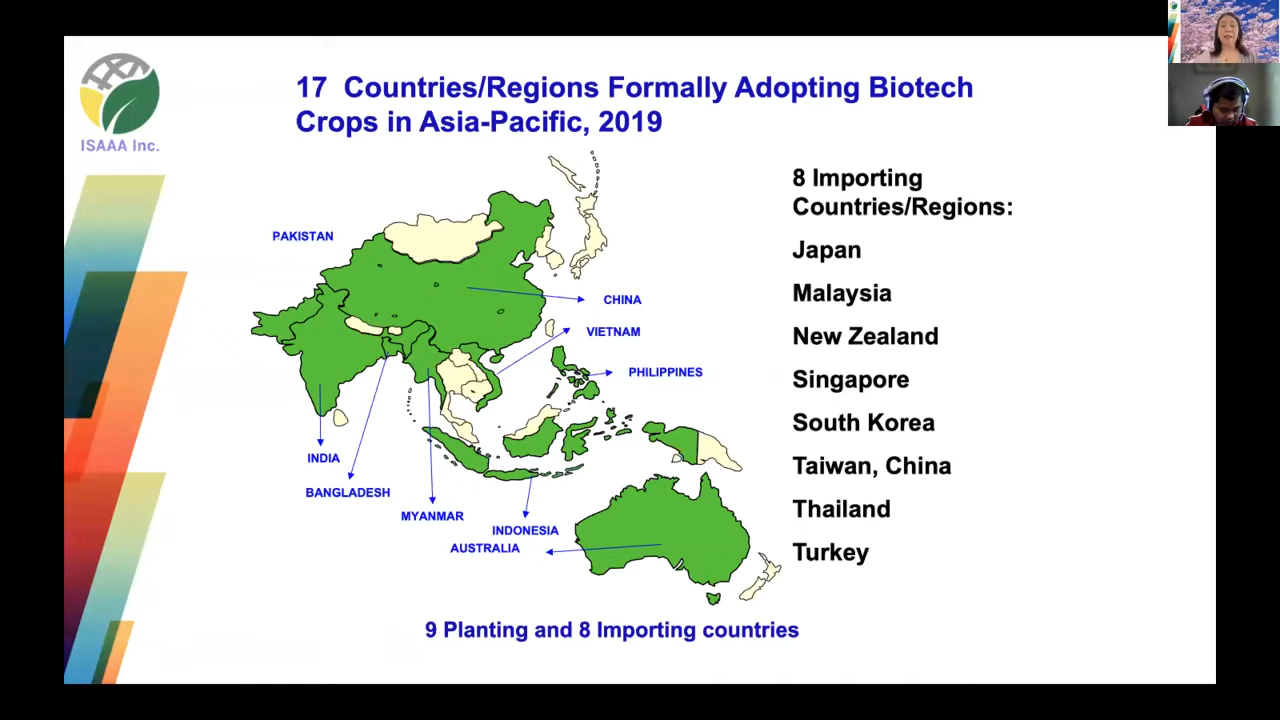 ISAAA Inc.
17 Countries/Regions Formally Adopting Biotech
Crops in Asia-Pacific, 2019
PAKISTAN
CHINA
VIETNAM
PHILIPPINES
INDIA
BANGLADESH
MYANMAR
INDONESIA
AUSTRALIA
8 Importing
Countries/Regions:
Japan
Malaysia
New Zealand
Singapore
South Korea
Taiwan, China
Thailand
Turkey
9 Planting and 8 Importing countries